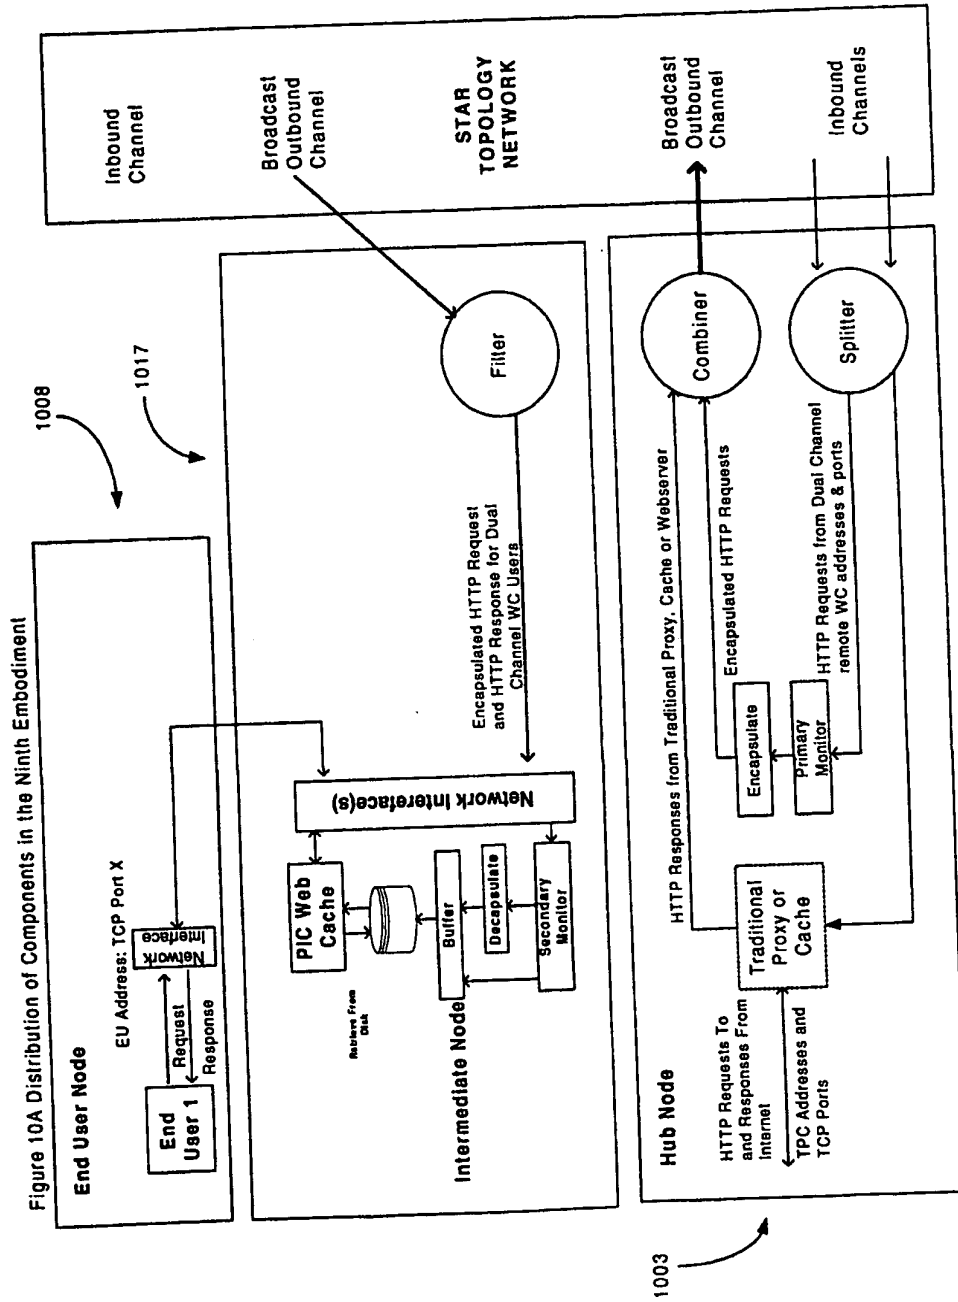 Figure 10A Distribution of Components in the Ninth Embodiment
1008
1017
1003
End User Node
End
User 1
Request
Response
EU Address: TCP Port X
Network
Interface
Intermediate Node
PIC Web
Cache
Retrieve From
Disk
Buffer
Decapsulate
Secondary
Monitor
Network Intereface(s)
Encapsulated HTTP Request
and HTTP Response for Dual
Channel WC Users
Filter
Hub Node
HTTP Requests To
and Responses From
Internet
TPC Addresses and
TCP Ports
Traditional
Proxy or
Cache
HTTP Responses from Traditional Proxy, Cache or Webserver
Encapsulate
Primary
Monitor
Encapsulated HTTP Requests
HTTP Requests from Dual Channel
remote WC addresses & ports
Combiner
Splitter
Inbound
Channel
Broadcast
Outbound
Channel
STAR
TOPOLOGY
NETWORK
Broadcast
Outbound
Channel
Inbound
Channels